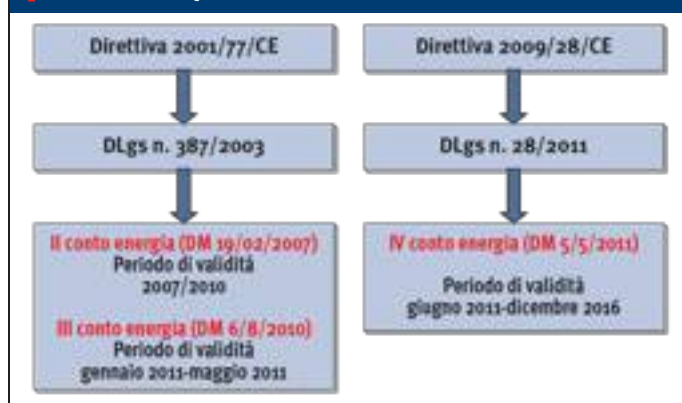 Direttiva 2001/77/CE
DLgs n. 387/2003
II conto energia (DM 19/02/2007)
Periodo di validità
2007/2010
III conto energia (DM 6/8/2010)
Periodo di validità
gennaio 2011-maggio 2011
Direttiva 2009/28/CE
DLgs n. 28/2011
IV conto energia (DM 5/5/2011)
Periodo di validità
giugno 2011-dicembre 2016